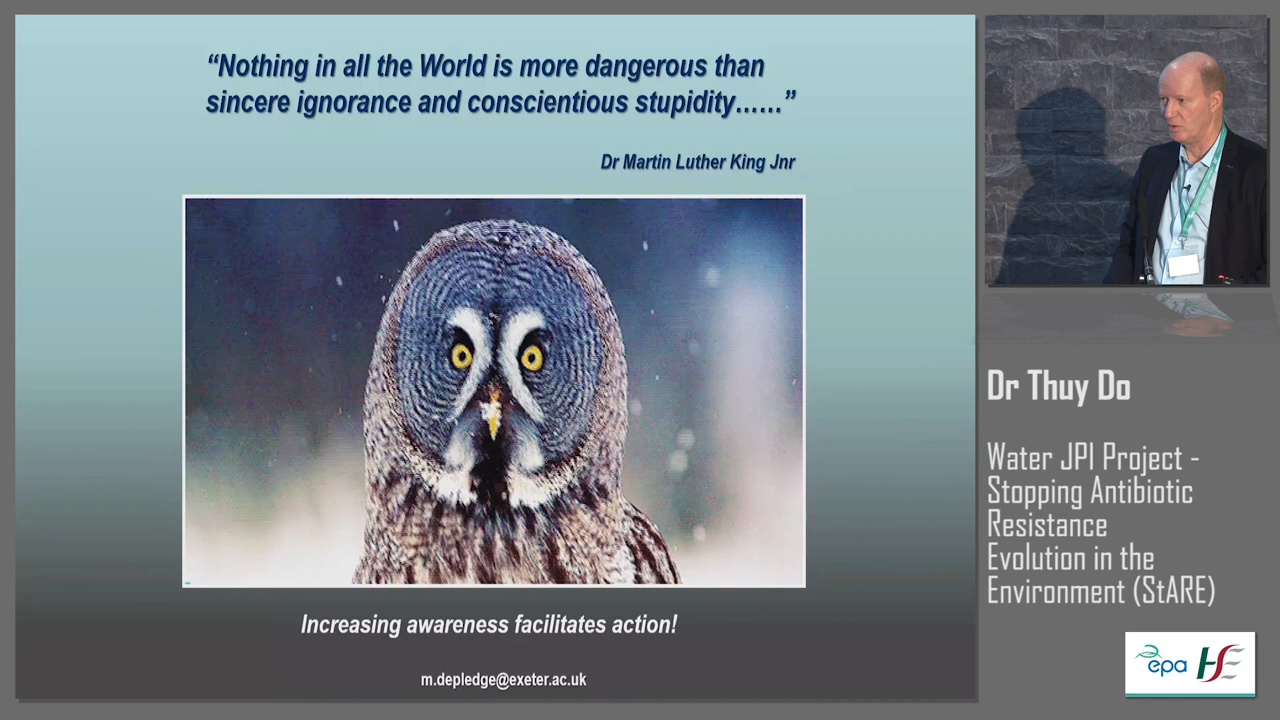 “Nothing in all the World is more dangerous than
sincere ignorance and conscientious stupidity……”
Dr Martin Luther King Jnr
Increasing awareness facilitates action!
m.depledge@exeter.ac.uk
Dr Thuy Do
Water JPI Project -
Stopping Antibiotic
Resistance
Evolution in the
Environment (StARE)
epa HSE